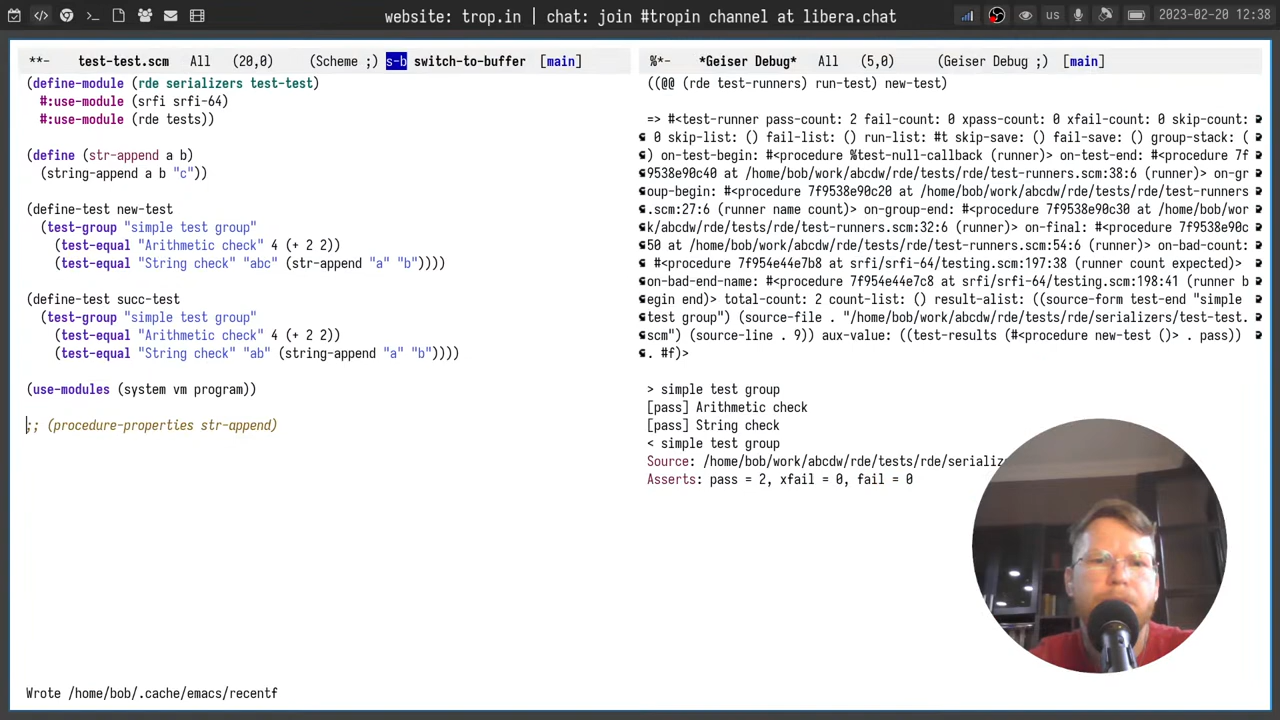 website: trop.in | chat: join #tropin channel at libera.chat
us
2023-02-20 12:38
**- test-test.scm All (20,0) (Scheme ;) s-b switch-to-buffer [main]
(define-module (rde serializers test-test)
#:use-module (srfi srfi-64)
#:use-module (rde tests))
(define (str-append a b)
(string-append a b "c"))
(define-test new-test
(test-group "simple test group"
(test-equal "Arithmetic check" 4 (+ 2 2))
(test-equal "String check" "abc" (str-append "a" "b"))))
(define-test succ-test
(test-group "simple test group"
(test-equal "Arithmetic check" 4 (+ 2 2))
(test-equal "String check" "ab" (string-append "a" "b"))))
(use-modules (system vm program))
;; (procedure-properties str-append)
Wrote /home/bob/.cache/emacs/recentf
%*- *Geiser Debug* All (5,0) (Geiser Debug ;) [main]
((@@ (rde test-runners) run-test) new-test)
=> #<test-runner pass-count: 2 fail-count: 0 xpass-count: 0 xfail-count: 0 skip-count:
0 skip-list: () fail-list: () run-list: #t skip-save: () fail-save: () group-stack: (
) on-test-begin: #<procedure %test-null-callback (runner)> on-test-end: #<procedure 7f
9538e90c40 at /home/bob/work/abcdw/rde/tests/rde/test-runners.scm:38:6 (runner)> on-gr
oup-begin: #<procedure 7f9538e90c20 at /home/bob/work/abcdw/rde/tests/rde/test-runners
.scm:27:6 (runner name count)> on-group-end: #<procedure 7f9538e90c30 at /home/bob/wor
k/abcdw/rde/tests/rde/test-runners.scm:32:6 (runner)> on-final: #<procedure 7f9538e90c
50 at /home/bob/work/abcdw/rde/tests/rde/test-runners.scm:54:6 (runner)> on-bad-count:
#<procedure 7f954e44e7b8 at srfi/srfi-64/testing.scm:197:38 (runner count expected)>
on-bad-end-name: #<procedure 7f954e44e7c8 at srfi/srfi-64/testing.scm:198:41 (runner b
egin end)> total-count: 2 count-list: () result-alist: ((source-form test-end "simple
test group") (source-file . "/home/bob/work/abcdw/rde/tests/rde/serializers/test-test.
scm") (source-line . 9)) aux-value: ((test-results (#<procedure new-test ()> . pass))
. #f)>
> simple test group
[pass] Arithmetic check
[pass] String check
< simple test group
Source: /home/bob/work/abcdw/rde/tests/rde/serializ
Asserts: pass = 2, xfail = 0, fail = 0